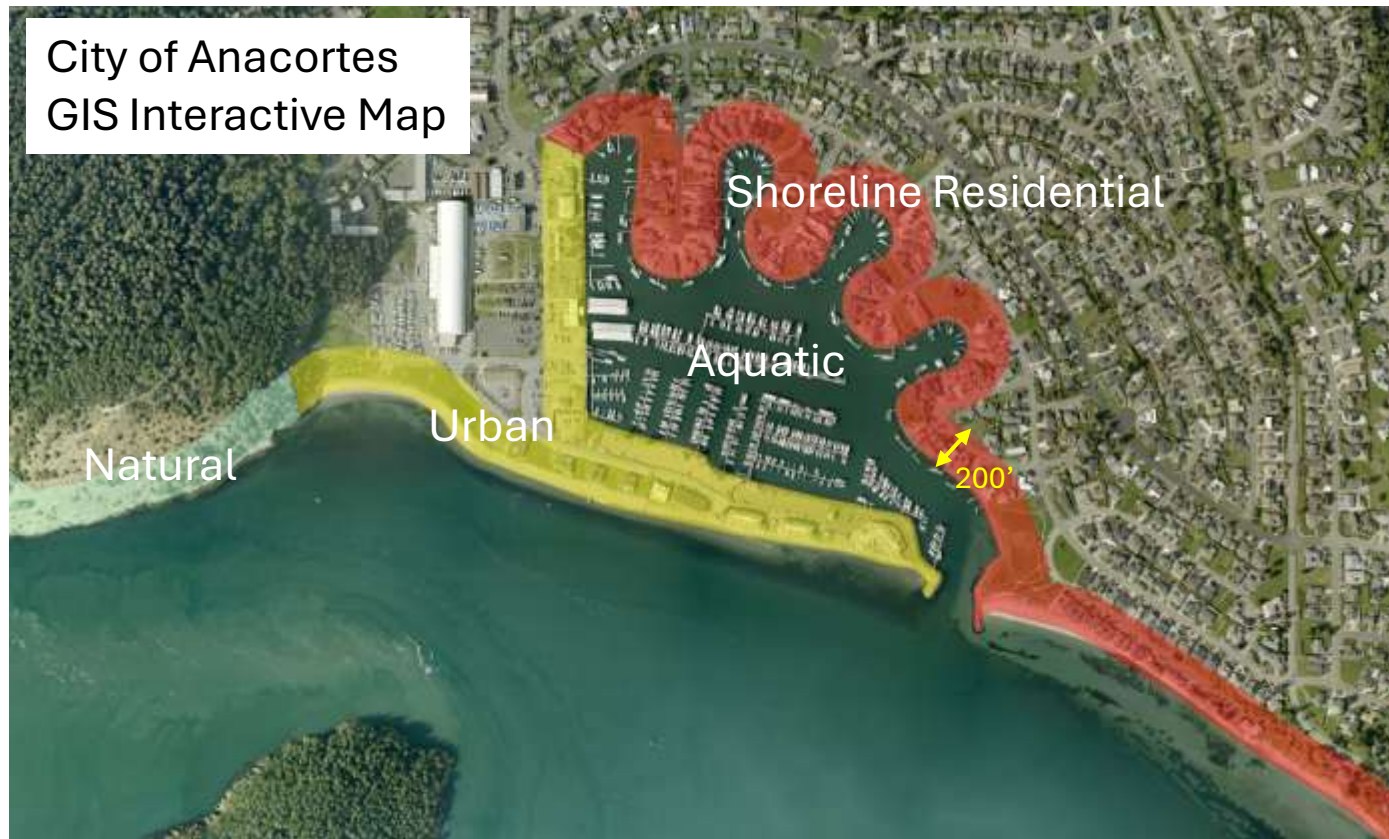 City of Anacortes
GIS Interactive Map
Shoreline Residential
Aquatic
Urban
Natural
200’